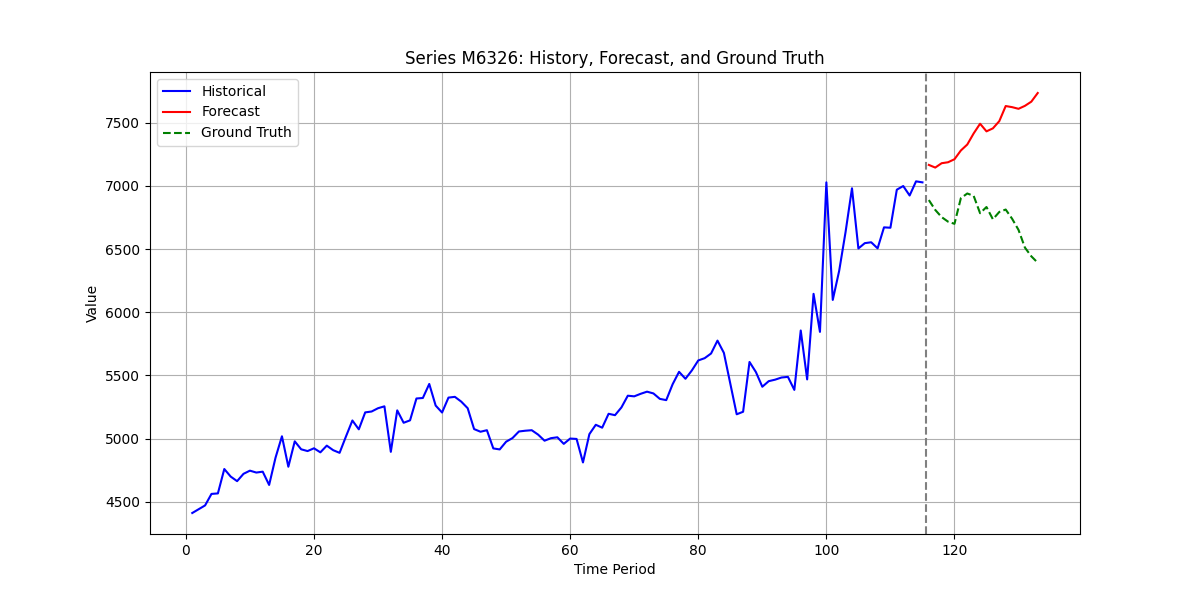 Series M6326: History, Forecast, and Ground Truth
Historical
Forecast
Ground Truth
Value
7500
7000
6500
6000
5500
5000
4500
0 20 40 60 80 100 120
Time Period